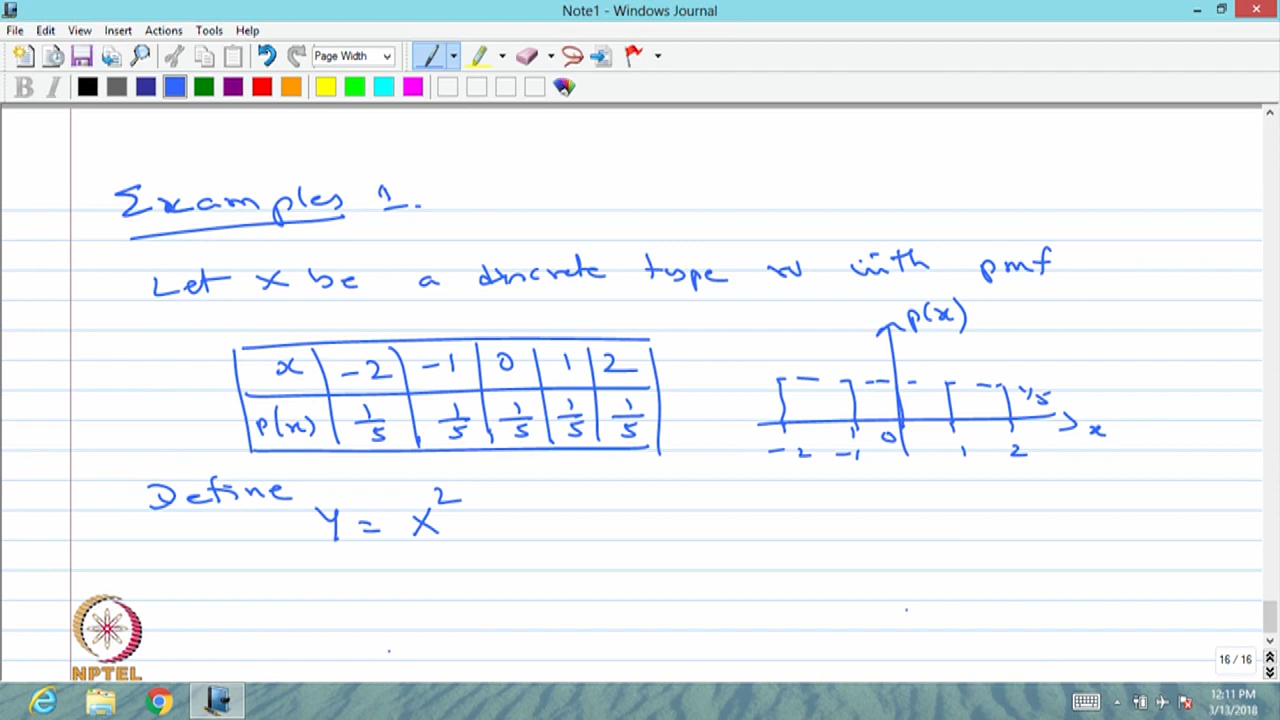 Note1 - Windows Journal
File Edit View Insert Actions Tools Help
Page Width
B I
Examples 1.
Let X be a discrete type rv with pmf
p(x)
x -2 -1 0 1 2
p(x) 1/5 1/5 1/5 1/5 1/5
1/5
-2 -1 0 1 2 x
Define
Y = X^2
NPTEL
16 / 16
12:11 PM
3/13/2018